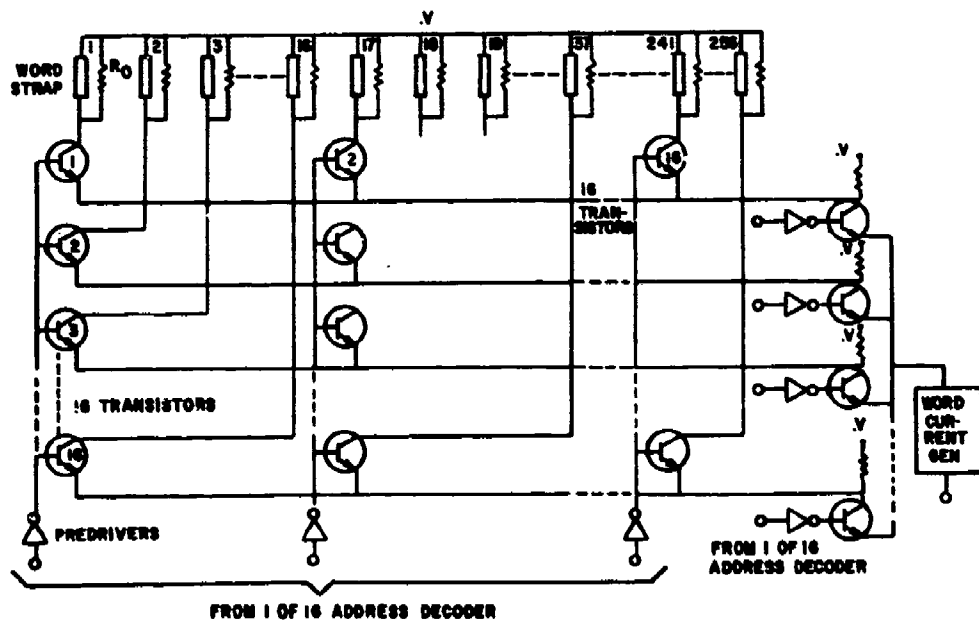 .V
1 2 3 16 17 18 19 37 241 256
WORD
STRAP
R0
1 2 16
.V
16
TRAN-
SISTORS
2
.V
3
.V
16 TRANSISTORS
WORD
CUR-
RENT
GEN
.V
16
PREDRIVERS
FROM 1 OF 16
ADDRESS DECODER
FROM 1 OF 16 ADDRESS DECODER